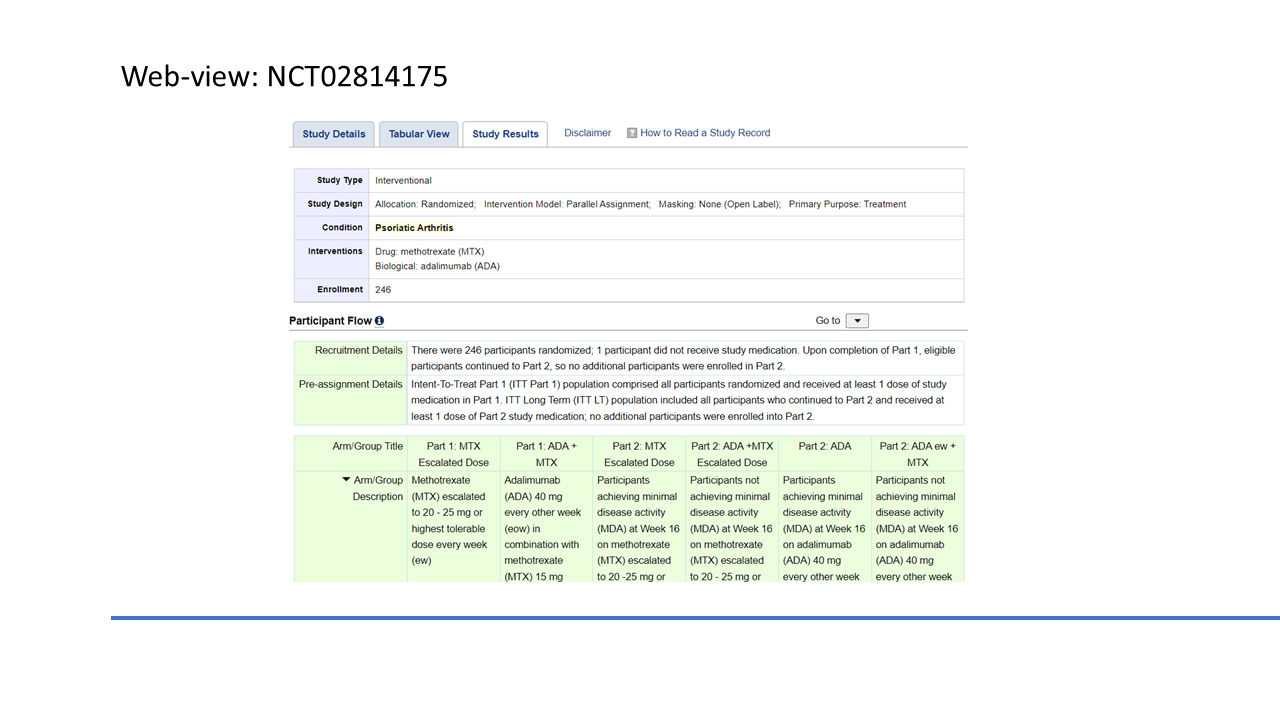 Web-view: NCT02814175
Study Details Tabular View Study Results Disclaimer ? How to Read a Study Record
Study Type Interventional
Study Design Allocation: Randomized; Intervention Model: Parallel Assignment; Masking: None (Open Label); Primary Purpose: Treatment
Condition Psoriatic Arthritis
Interventions Drug: methotrexate (MTX)
Biological: adalimumab (ADA)
Enrollment 246
Participant Flow Go to
Recruitment Details There were 246 participants randomized; 1 participant did not receive study medication. Upon completion of Part 1, eligible
participants continued to Part 2, so no additional participants were enrolled in Part 2.
Pre-assignment Details Intent-To-Treat Part 1 (ITT Part 1) population comprised all participants randomized and received at least 1 dose of study
medication in Part 1. ITT Long Term (ITT LT) population included all participants who continued to Part 2 and received at
least 1 dose of Part 2 study medication; no additional participants were enrolled into Part 2.
Arm/Group Title Part 1: MTX Part 1: ADA + Part 2: MTX Part 2: ADA +MTX Part 2: ADA Part 2: ADA ew +
Escalated Dose MTX Escalated Dose Escalated Dose MTX
Arm/Group Methotrexate Adalimumab Participants Participants not Participants Participants not
Description (MTX) escalated (ADA) 40 mg achieving minimal achieving minimal achieving minimal achieving minimal
to 20 - 25 mg or every other week disease activity disease activity disease activity disease activity
highest tolerable (eow) in (MDA) at Week 16 (MDA) at Week 16 (MDA) at Week 16 (MDA) at Week 16
dose every week combination with on methotrexate on methotrexate on adalimumab on adalimumab
(ew) methotrexate (MTX) escalated (MTX) escalated (ADA) 40 mg (ADA) 40 mg
(MTX) 15 mg to 20 -25 mg or to 20 - 25 mg or every other week every other week